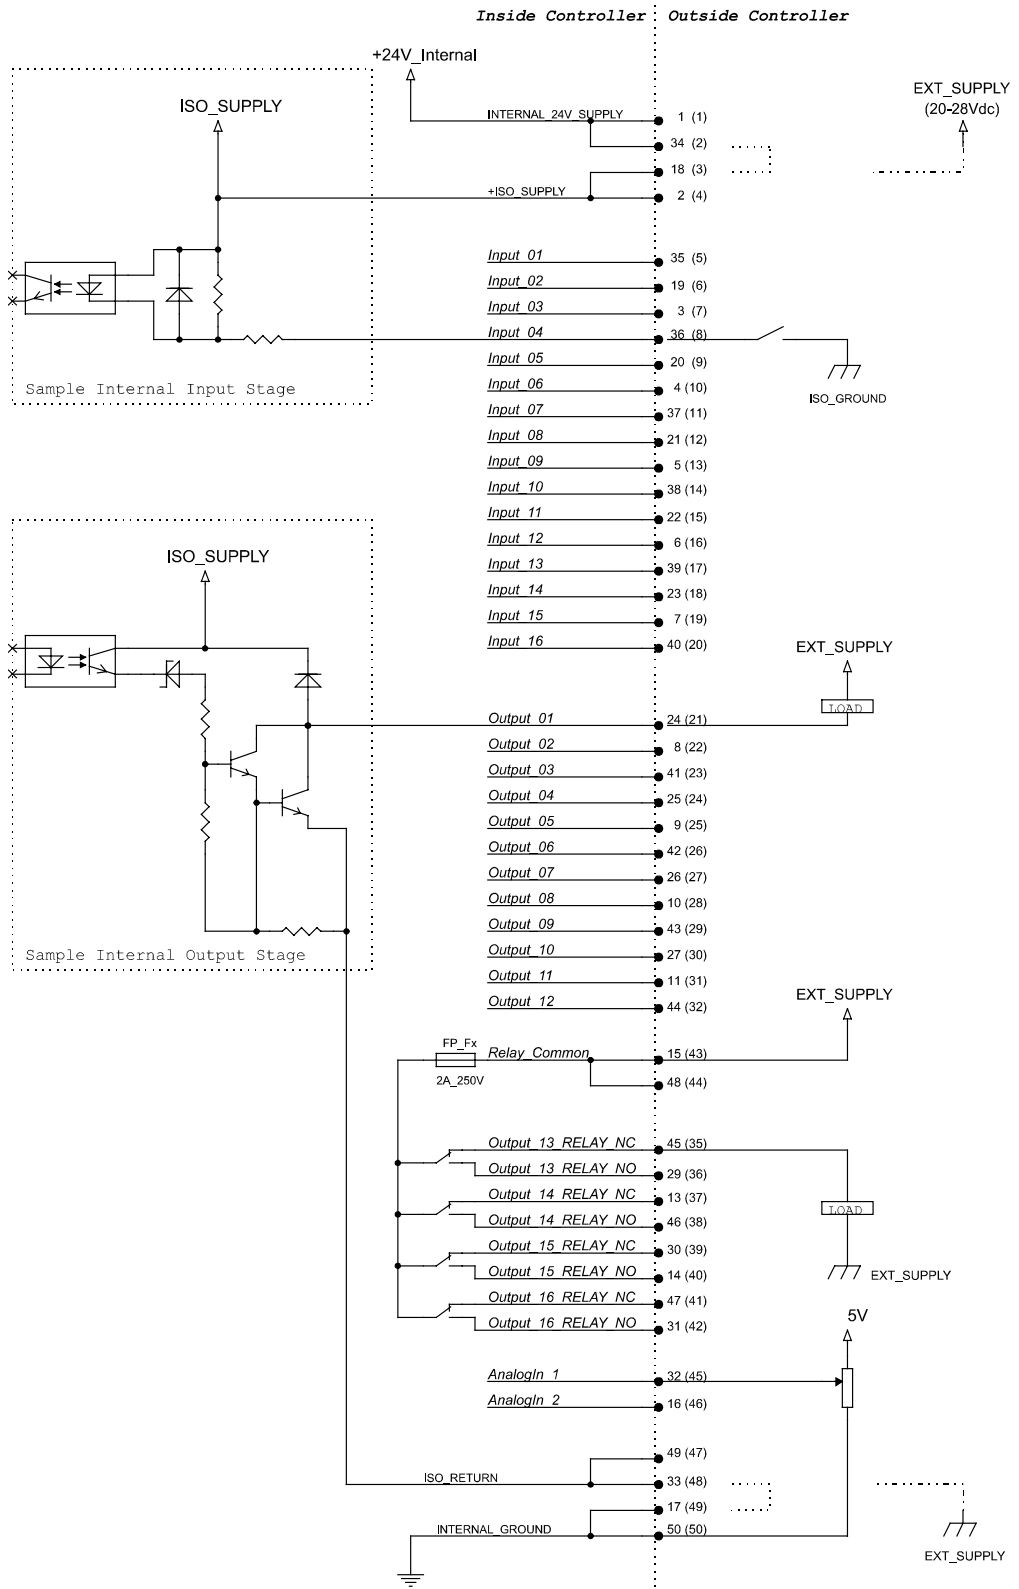 Inside Controller Outside Controller
+24V_Internal
EXT_SUPPLY
(20-28Vdc)
ISO_SUPPLY
INTERNAL_24V_SUPPLY 1 (1)
34 (2)
18 (3)
+ISO_SUPPLY 2 (4)
Input_01 35 (5)
Input_02 19 (6)
Input_03 3 (7)
Input_04 36 (8)
Input_05 20 (9)
Input_06 4 (10)
Sample Internal Input Stage
ISO_GROUND
Input_07 37 (11)
Input_08 21 (12)
Input_09 5 (13)
Input_10 38 (14)
Input_11 22 (15)
Input_12 6 (16)
Input_13 39 (17)
Input_14 23 (18)
Input_15 7 (19)
Input_16 40 (20)
ISO_SUPPLY
EXT_SUPPLY
LOAD
Output_01 24 (21)
Output_02 8 (22)
Output_03 41 (23)
Output_04 25 (24)
Output_05 9 (25)
Output_06 42 (26)
Output_07 26 (27)
Output_08 10 (28)
Output_09 43 (29)
Output_10 27 (30)
Sample Internal Output Stage
Output_11 11 (31)
Output_12 44 (32)
EXT_SUPPLY
FP_Fx
2A_250V
Relay_Common 15 (43)
48 (44)
Output_13_RELAY_NC 45 (35)
Output_13_RELAY_NO 29 (36)
Output_14_RELAY_NC 13 (37)
Output_14_RELAY_NO 46 (38)
LOAD
Output_15_RELAY_NC 30 (39)
Output_15_RELAY_NO 14 (40)
EXT_SUPPLY
Output_16_RELAY_NC 47 (41)
Output_16_RELAY_NO 31 (42)
5V
AnalogIn_1 32 (45)
AnalogIn_2 16 (46)
49 (47)
ISO_RETURN 33 (48)
17 (49)
INTERNAL_GROUND 50 (50)
EXT_SUPPLY